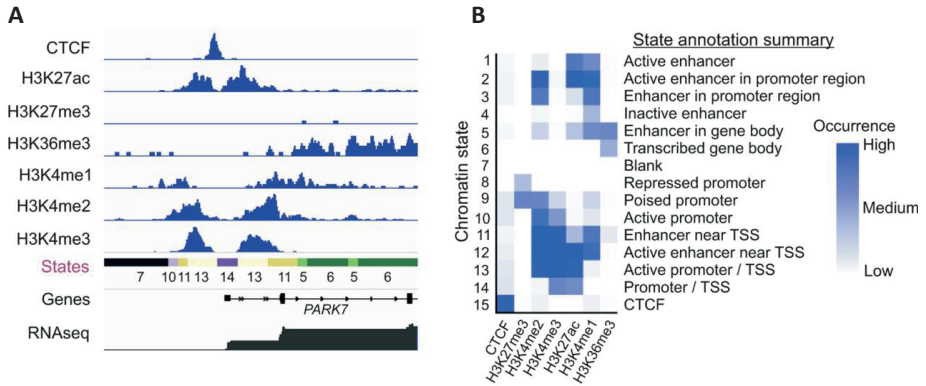 A
CTCF
H3K27ac
H3K27me3
H3K36me3
H3K4me1
H3K4me2
H3K4me3
States
7 10 11 13 14 13 11 5 6 5 6
Genes
PARK7
RNAseq
B
State annotation summary
Chromatin state
1 Active enhancer
2 Active enhancer in promoter region
3 Enhancer in promoter region
4 Inactive enhancer
5 Enhancer in gene body
6 Transcribed gene body
7 Blank
8 Repressed promoter
9 Poised promoter
10 Active promoter
11 Enhancer near TSS
12 Active enhancer near TSS
13 Active promoter / TSS
14 Promoter / TSS
15 CTCF
CTCF
H3K27me3
H3K4me2
H3K4me3
H3K27ac
H3K4me1
H3K36me3
Occurrence
High
Medium
Low